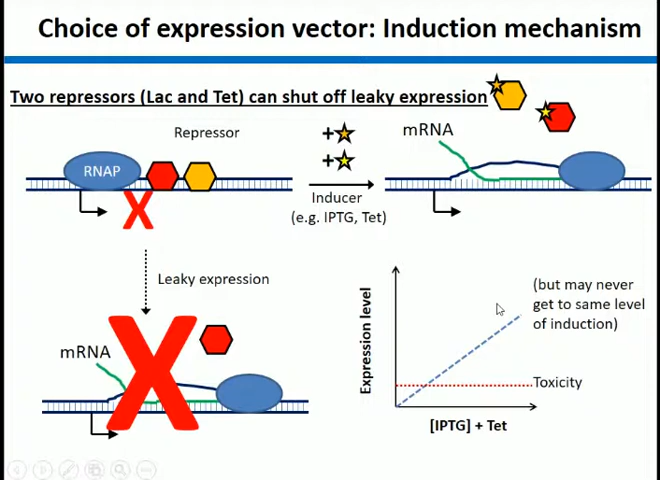 Choice of expression vector: Induction mechanism
Two repressors (Lac and Tet) can shut off leaky expression
Repressor
mRNA
RNAP
Inducer
(e.g. IPTG, Tet)
Leaky expression
mRNA
Expression level
(but may never
get to same level
of induction)
Toxicity
[IPTG] + Tet